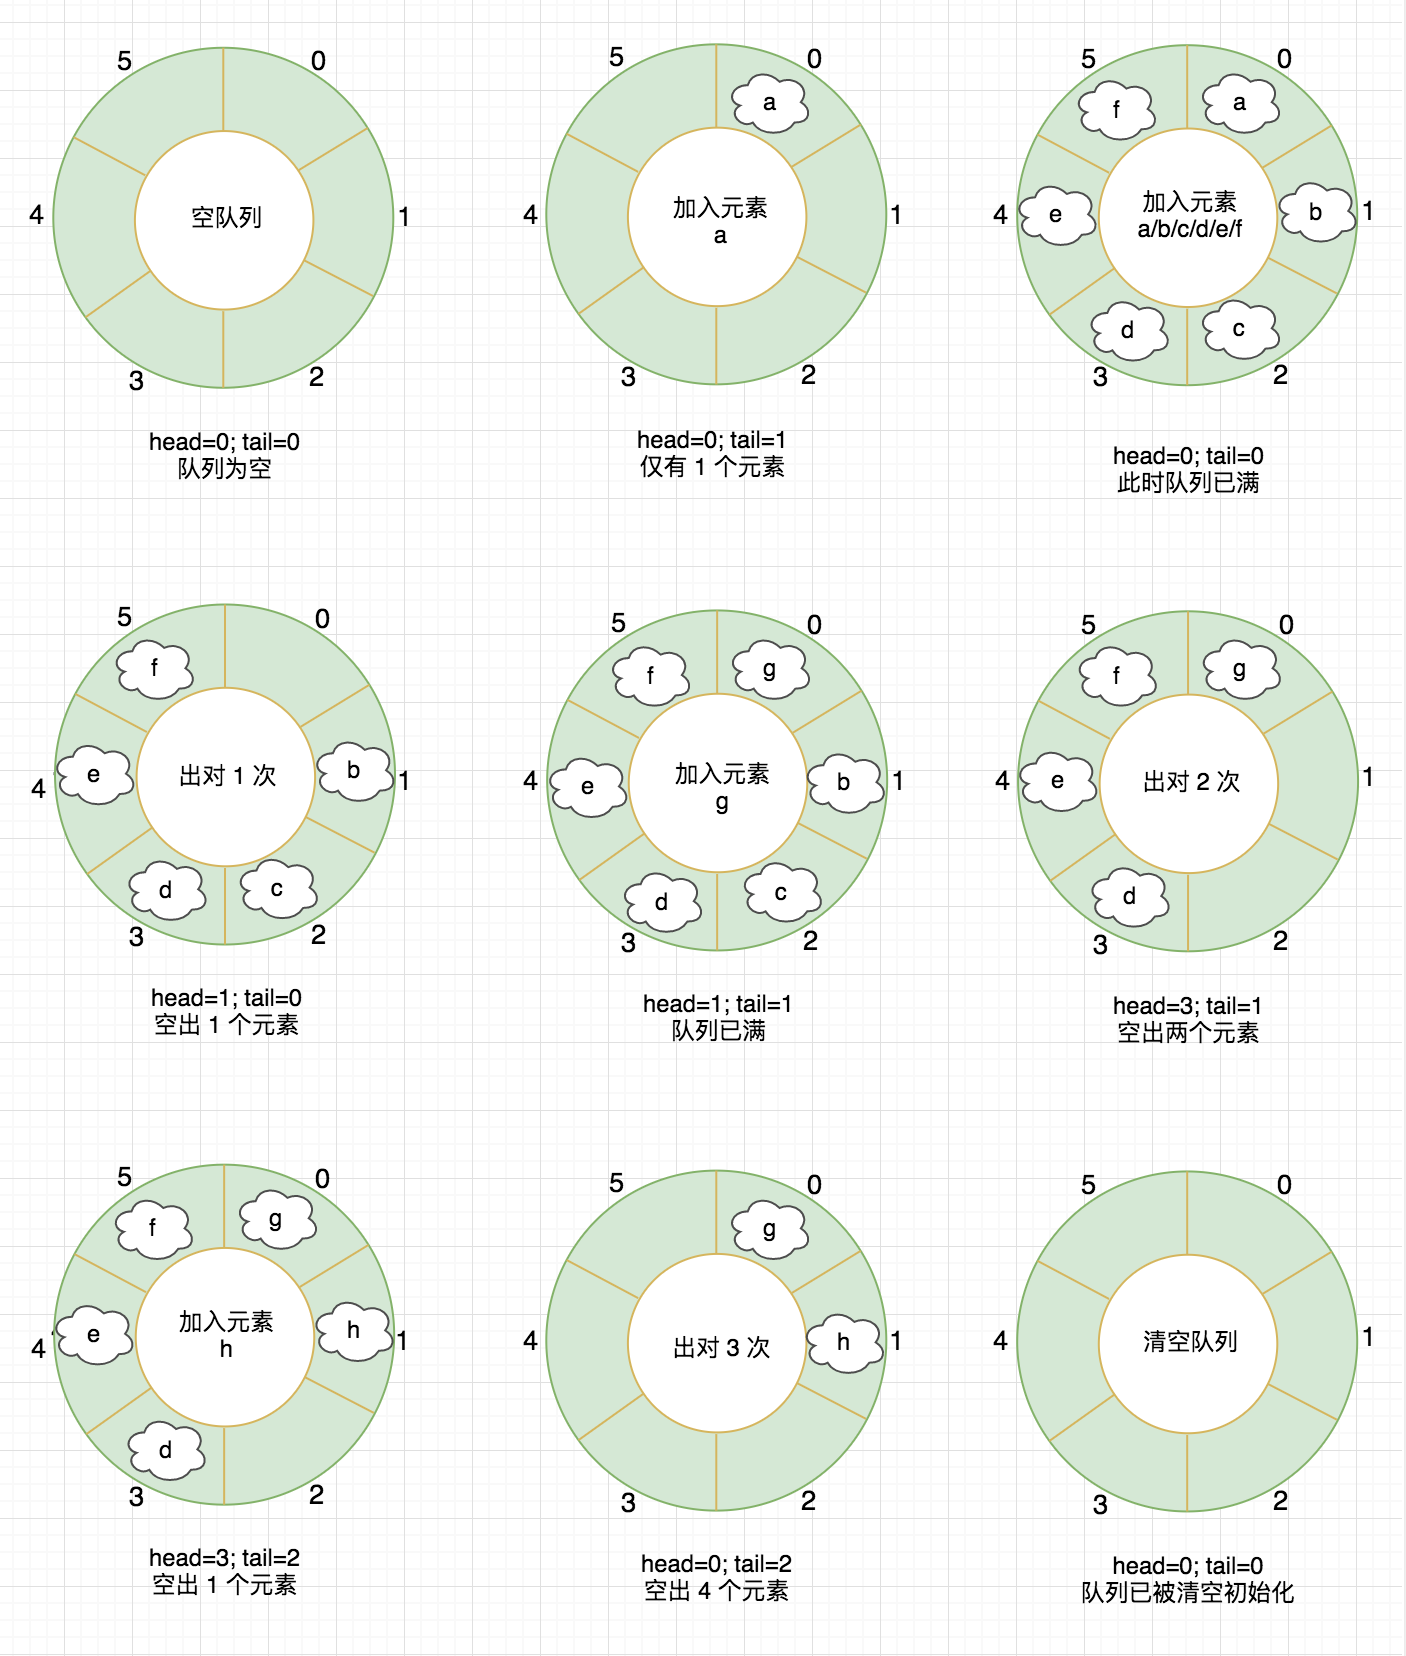 5
0
4
空队列
1
3
2
head=0; tail=0
队列为空
5
0
a
4
加入元素
a
1
3
2
head=0; tail=1
仅有 1 个元素
5
0
f
a
4
e
加入元素
a/b/c/d/e/f
b
1
d
c
3
2
head=0; tail=0
此时队列已满
5
0
f
4
e
出对 1 次
b
1
d
c
3
2
head=1; tail=0
空出 1 个元素
5
0
f
g
4
e
加入元素
g
b
1
d
c
3
2
head=1; tail=1
队列已满
5
0
f
g
4
e
出对 2 次
1
d
3
2
head=3; tail=1
空出两个元素
5
0
f
g
4
e
加入元素
h
h
1
d
3
2
head=3; tail=2
空出 1 个元素
5
0
g
4
出对 3 次
h
1
3
2
head=0; tail=2
空出 4 个元素
5
0
4
清空队列
1
3
2
head=0; tail=0
队列已被清空初始化